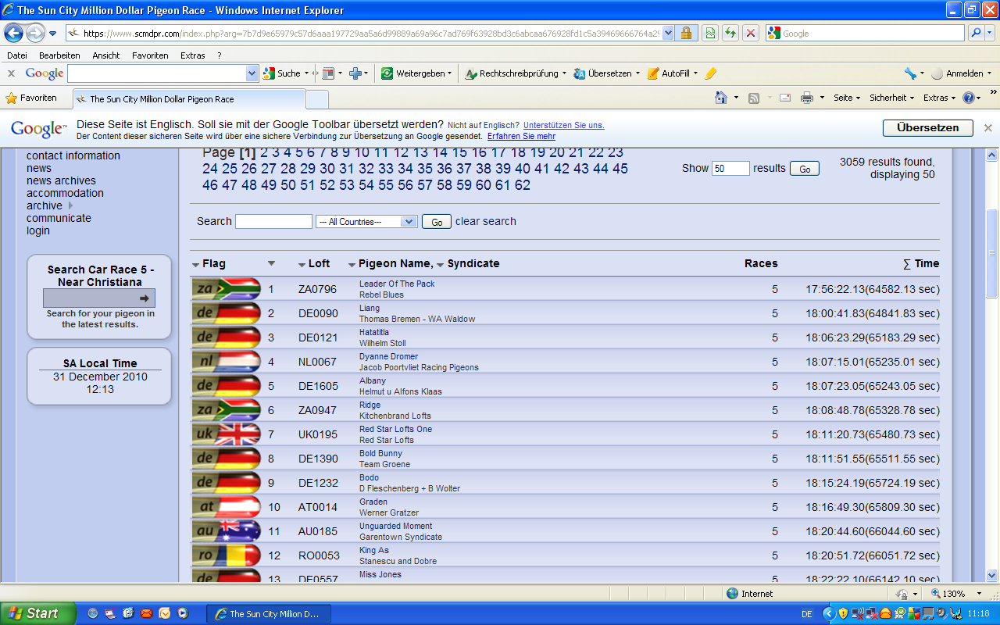 The Sun City Million Dollar Pigeon Race - Windows Internet Explorer
https://www.scmdpr.com/index.php?arg=7b7d9e65979c57d6aaa197729aa5a6d99889a69a96c7ad769f63928bd3c6abcaa676928fd1c5a39469666764a29
Google
Datei Bearbeiten Ansicht Favoriten Extras ?
x Google Suche Weitergeben Rechtschreibprüfung Übersetzen AutoFill Anmelden
Favoriten The Sun City Million Dollar Pigeon Race Seite Sicherheit Extras
Google™ Diese Seite ist Englisch. Soll sie mit der Google Toolbar übersetzt werden? Nicht auf Englisch? Unterstützen Sie uns. Übersetzen
Der Content dieser sicheren Seite wird über eine sichere Verbindung zur Übersetzung an Google gesendet. Erfahren Sie mehr
contact information
news
news archives
accommodation
archive
communicate
login
Search Car Race 5 -
Near Christiana
Search for your pigeon in
the latest results.
SA Local Time
31 December 2010
12:13
Page [1] 2 3 4 5 6 7 8 9 10 11 12 13 14 15 16 17 18 19 20 21 22 23
24 25 26 27 28 29 30 31 32 33 34 35 36 37 38 39 40 41 42 43 44 45
46 47 48 49 50 51 52 53 54 55 56 57 58 59 60 61 62
Show 50 results Go
3059 results found,
displaying 50
Search --- All Countries--- Go clear search
Flag Loft Pigeon Name, Syndicate Races ∑ Time
za 1 ZA0796 Leader Of The Pack 5 17:56:22.13(64582.13 sec)
Rebel Blues
de 2 DE0090 Liang 5 18:00:41.83(64841.83 sec)
Thomas Bremen - WA Waldow
de 3 DE0121 Hatatitla 5 18:06:23.29(65183.29 sec)
Wilhelm Stoll
nl 4 NL0067 Dyanne Dromer 5 18:07:15.01(65235.01 sec)
Jacob Poortvliet Racing Pigeons
de 5 DE1605 Albany 5 18:07:23.05(65243.05 sec)
Helmut u Alfons Klaas
za 6 ZA0947 Ridge 5 18:08:48.78(65328.78 sec)
Kitchenbrand Lofts
uk 7 UK0195 Red Star Lofts One 5 18:11:20.73(65480.73 sec)
Red Star Lofts
de 8 DE1390 Bold Bunny 5 18:11:51.55(65511.55 sec)
Team Groene
de 9 DE1232 Bodo 5 18:15:24.19(65724.19 sec)
D Fleschenberg + B Wolter
at 10 AT0014 Graden 5 18:16:49.30(65809.30 sec)
Werner Gratzer
au 11 AU0185 Unguarded Moment 5 18:20:44.60(66044.60 sec)
Garentown Syndicate
ro 12 RO0053 King As 5 18:20:51.72(66051.72 sec)
Stanescu and Dobre
de 13 DE0557 Miss Jones 5 18:22:22.10(66142.10 sec)
Internet 130%
Start The Sun City Million D... DE 11:18